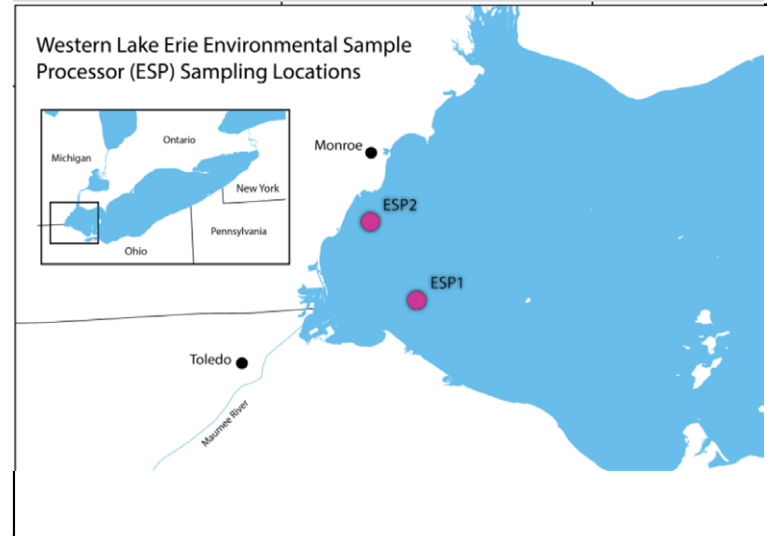 Western Lake Erie Environmental Sample
Processor (ESP) Sampling Locations
Michigan
Ontario
New York
Pennsylvania
Ohio
Monroe
ESP2
ESP1
Toledo
Maumee River